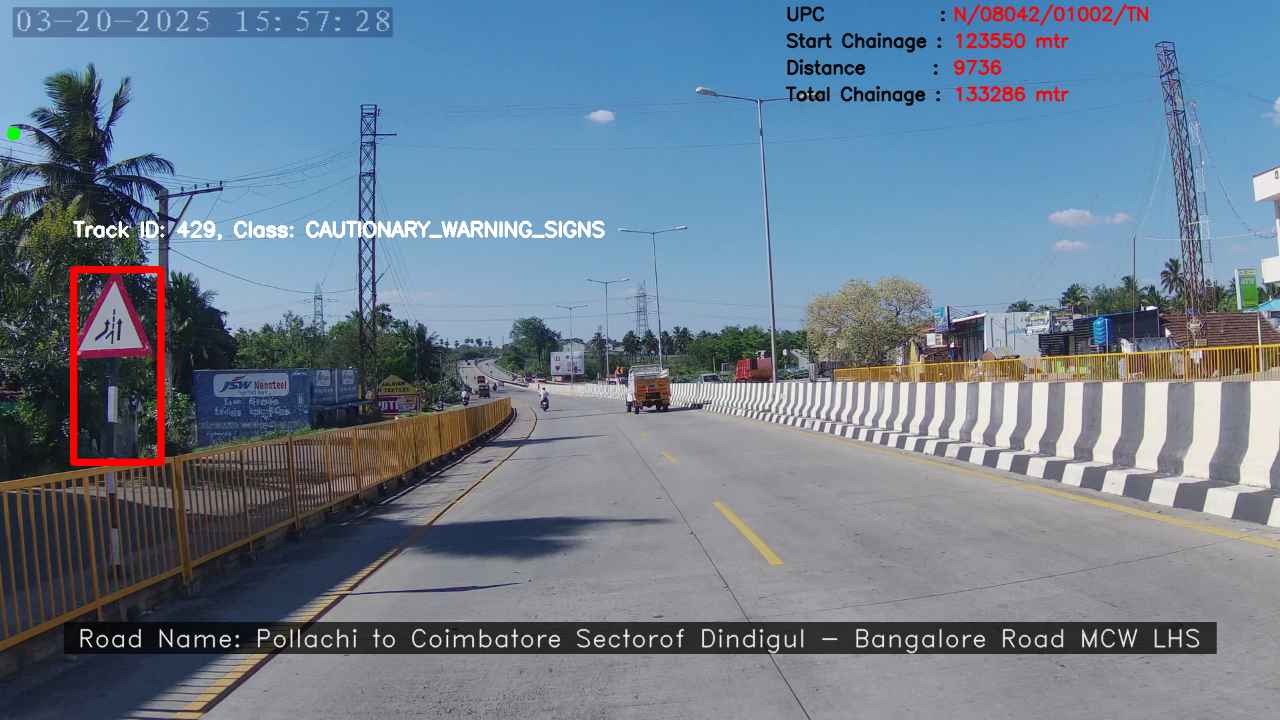 03-20-2025 15:57:28
UPC : N/08042/01002/TN
Start Chainage : 123550 mtr
Distance : 9736
Total Chainage : 133286 mtr
Track ID: 429, Class: CAUTIONARY_WARNING_SIGNS
JSW Neosteel
Road Name: Pollachi to Coimbatore Sectorof Dindigul - Bangalore Road MCW LHS